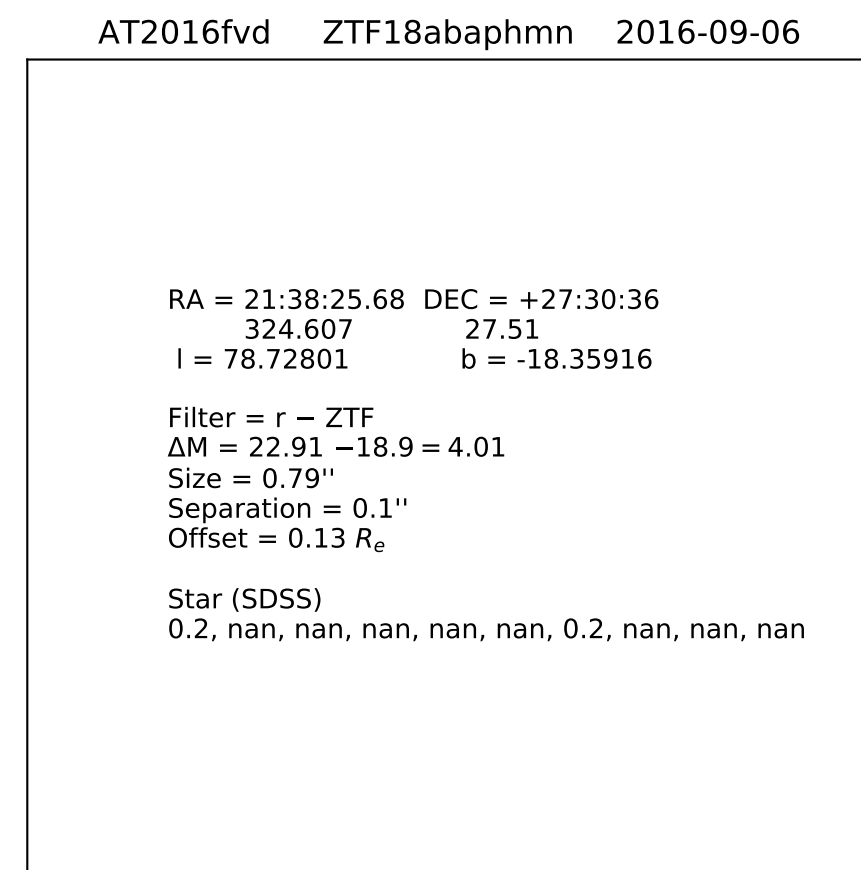 AT2016fvd ZTF18abaphmn 2016-09-06
RA = 21:38:25.68 DEC = +27:30:36
324.607 27.51
l = 78.72801 b = -18.35916
Filter = r − ZTF
ΔM = 22.91 −18.9 = 4.01
Size = 0.79''
Separation = 0.1''
Offset = 0.13 Rₑ
Star (SDSS)
0.2, nan, nan, nan, nan, nan, 0.2, nan, nan, nan